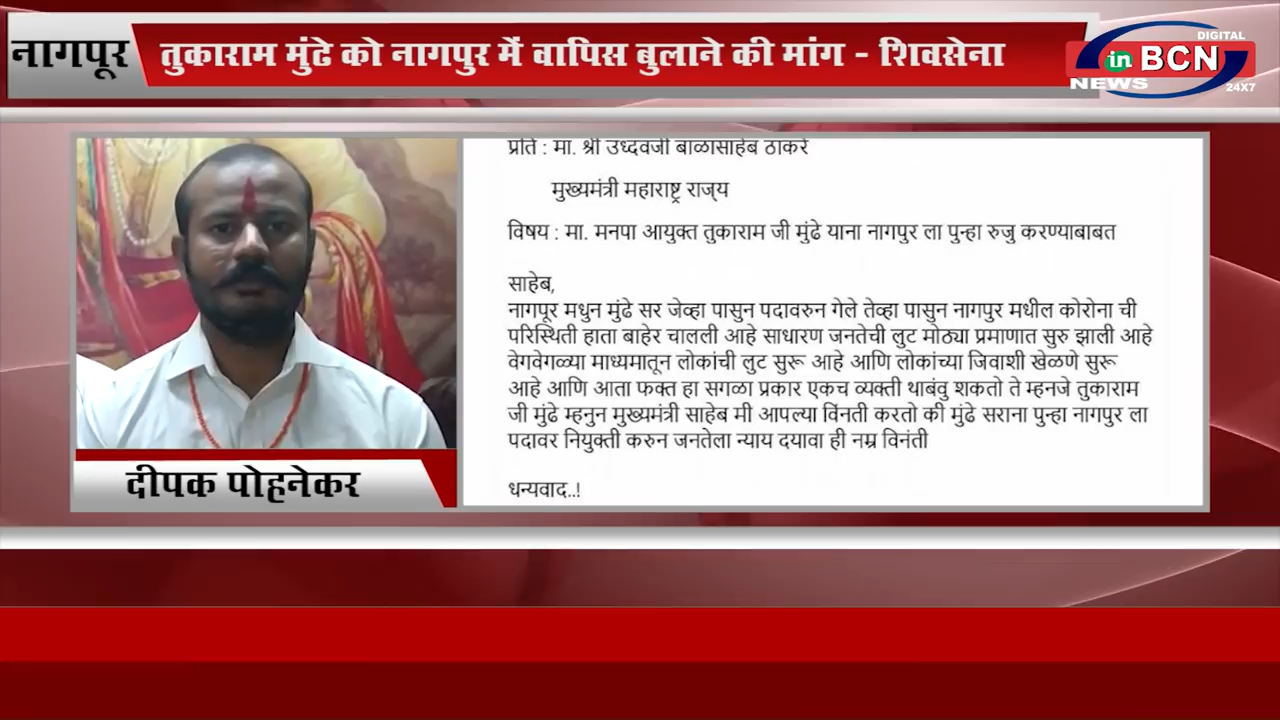 नागपूर
तुकाराम मुंढे को नागपुर में वापिस बुलाने की मांग - शिवसेना
DIGITAL
in BCN
NEWS
24X7
प्रति : मा. श्री उध्दवजी बाळासाहेब ठाकरे
मुख्यमंत्री महाराष्ट्र राज्य
विषय : मा. मनपा आयुक्त तुकाराम जी मुंढे याना नागपुर ला पुन्हा रुजु करण्याबाबत
साहेब,
नागपूर मधुन मुंढे सर जेव्हा पासुन पदावरुन गेले तेव्हा पासुन नागपुर मधील कोरोना ची
परिस्थिती हाता बाहेर चालली आहे साधारण जनतेची लुट मोठ्या प्रमाणात सुरु झाली आहे
वेगवेगळ्या माध्यमातून लोकांची लुट सुरू आहे आणि लोकांच्या जिवाशी खेळणे सुरू
आहे आणि आता फक्त हा सगळा प्रकार एकच व्यक्ती थाबंवु शकतो ते म्हनजे तुकाराम
जी मुंढे म्हनुन मुख्यमंत्री साहेब मी आपल्या विंनती करतो की मुंढे सराना पुन्हा नागपुर ला
पदावर नियुक्ती करुन जनतेला न्याय दयावा ही नम्र विनंती
धन्यवाद..!
दीपक पोहनेकर